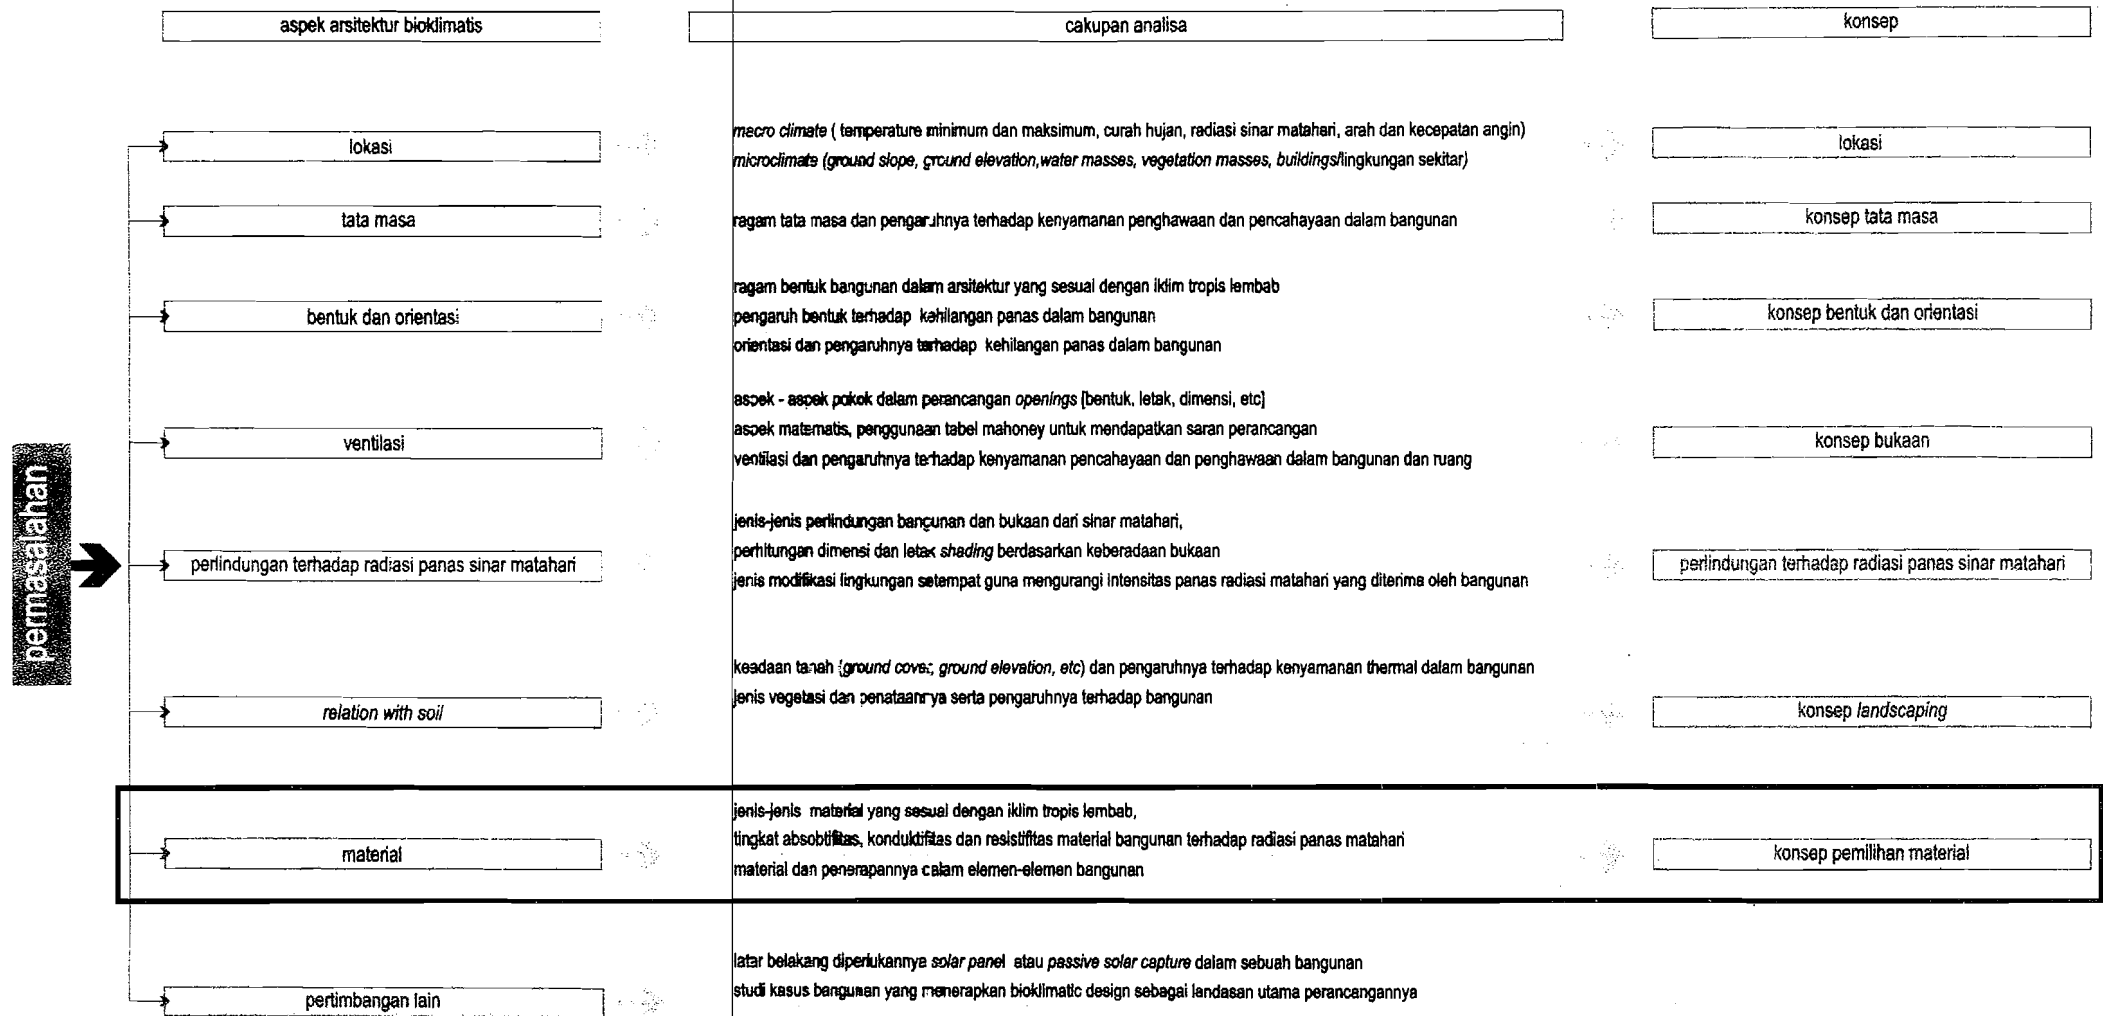 aspek arsitektur bioklimatis
cakupan analisa
konsep
permasalahan
lokasi
macro climate ( temperature minimum dan maksimum, curah hujan, radiasi sinar matahari, arah dan kecepatan angin)
microclimate (ground slope, ground elevation,water masses, vegetation masses, buildings/lingkungan sekitar)
lokasi
tata masa
ragam tata masa dan pengaruhnya terhadap kenyamanan penghawaan dan pencahayaan dalam bangunan
konsep tata masa
bentuk dan orientasi
ragam bentuk bangunan dalam arsitektur yang sesuai dengan iklim tropis lembab
pengaruh bentuk terhadap kehilangan panas dalam bangunan
orientasi dan pengaruhnya terhadap kehilangan panas dalam bangunan
konsep bentuk dan orientasi
ventilasi
aspek - aspek pokok dalam perancangan openings [bentuk, letak, dimensi, etc]
aspek matematis, penggunaan tabel mahoney untuk mendapatkan saran perancangan
ventilasi dan pengaruhnya terhadap kenyamanan pencahayaan dan penghawaan dalam bangunan dan ruang
konsep bukaan
perlindungan terhadap radiasi panas sinar matahari
jenis-jenis perlindungan bangunan dan bukaan dari sinar matahari,
perhitungan dimensi dan letak shading berdasarkan keberadaan bukaan
jenis modifikasi lingkungan setempat guna mengurangi intensitas panas radiasi matahari yang diterima oleh bangunan
perlindungan terhadap radiasi panas sinar matahari
relation with soil
keadaan tanah (ground cover, ground elevation, etc) dan pengaruhnya terhadap kenyamanan thermal dalam bangunan
jenis vegetasi dan penataannya serta pengaruhnya terhadap bangunan
konsep landscaping
material
jenis-jenis material yang sesuai dengan iklim tropis lembab,
tingkat absobtifitas, konduktifitas dan resistifitas material bangunan terhadap radiasi panas matahari
material dan penerapannya dalam elemen-elemen bangunan
konsep pemilihan material
pertimbangan lain
latar belakang diperlukannya solar panel atau passive solar capture dalam sebuah bangunan
studi kasus bangunan yang menerapkan bioklimatic design sebagai landasan utama perancangannya